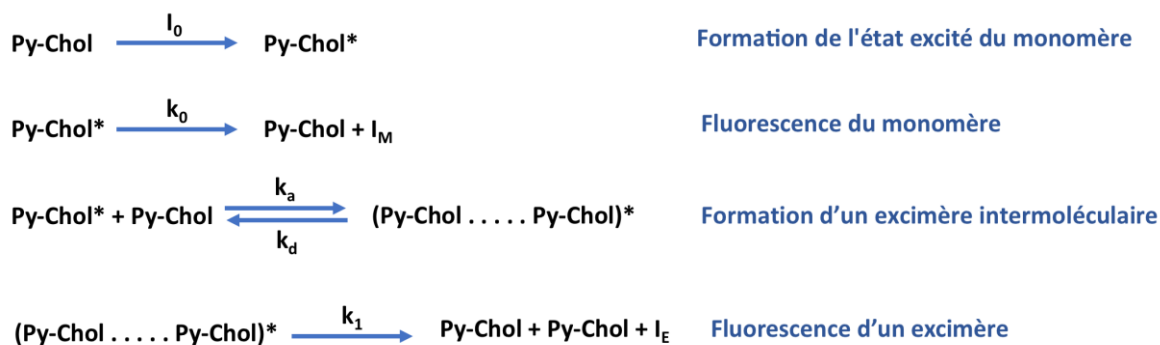 I₀
Py-Chol Py-Chol* Formation de l'état excité du monomère
k₀
Py-Chol* Py-Chol + I_M Fluorescence du monomère
kₐ
Py-Chol* + Py-Chol (Py-Chol . . . . . Py-Chol)* Formation d’un excimère intermoléculaire
k_d
k₁
(Py-Chol . . . . . Py-Chol)* Py-Chol + Py-Chol + I_E Fluorescence d’un excimère